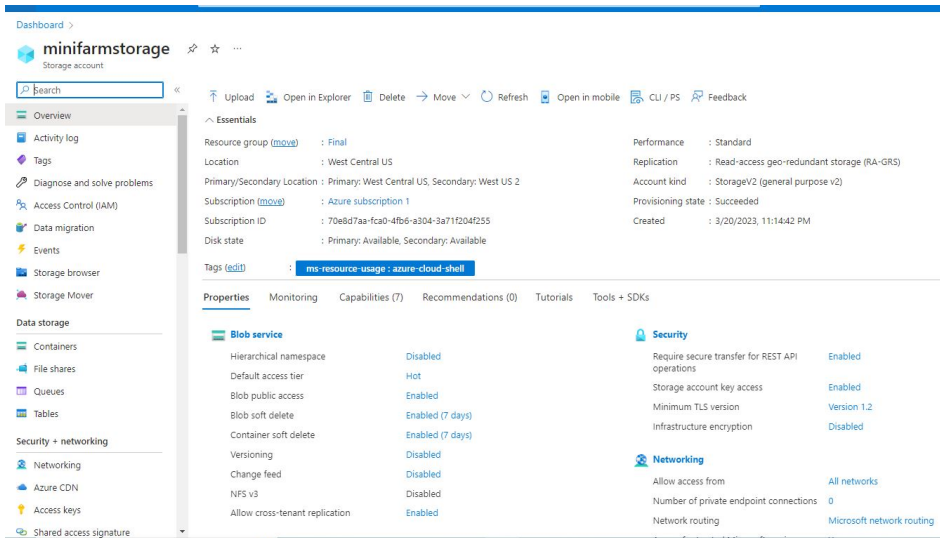 Dashboard >
minifarmstorage
Storage account
Search
Overview
Activity log
Tags
Diagnose and solve problems
Access Control (IAM)
Data migration
Events
Storage browser
Storage Mover
Data storage
Containers
File shares
Queues
Tables
Security + networking
Networking
Azure CDN
Access keys
Shared access signature
Upload Open in Explorer Delete Move Refresh Open in mobile CLI / PS Feedback
Essentials
Resource group (move) : Final
Location : West Central US
Primary/Secondary Location : Primary: West Central US, Secondary: West US 2
Subscription (move) : Azure subscription 1
Subscription ID : 70e8d7aa-fca0-4fb6-a304-3a71f204f255
Disk state : Primary: Available, Secondary: Available
Performance : Standard
Replication : Read-access geo-redundant storage (RA-GRS)
Account kind : StorageV2 (general purpose v2)
Provisioning state : Succeeded
Created : 3/20/2023, 11:14:42 PM
Tags (edit) : ms-resource-usage : azure-cloud-shell
Properties Monitoring Capabilities (7) Recommendations (0) Tutorials Tools + SDKs
Blob service
Hierarchical namespace Disabled
Default access tier Hot
Blob public access Enabled
Blob soft delete Enabled (7 days)
Container soft delete Enabled (7 days)
Versioning Disabled
Change feed Disabled
NFS v3 Disabled
Allow cross-tenant replication Enabled
Security
Require secure transfer for REST API Enabled
operations
Storage account key access Enabled
Minimum TLS version Version 1.2
Infrastructure encryption Disabled
Networking
Allow access from All networks
Number of private endpoint connections 0
Network routing Microsoft network routing